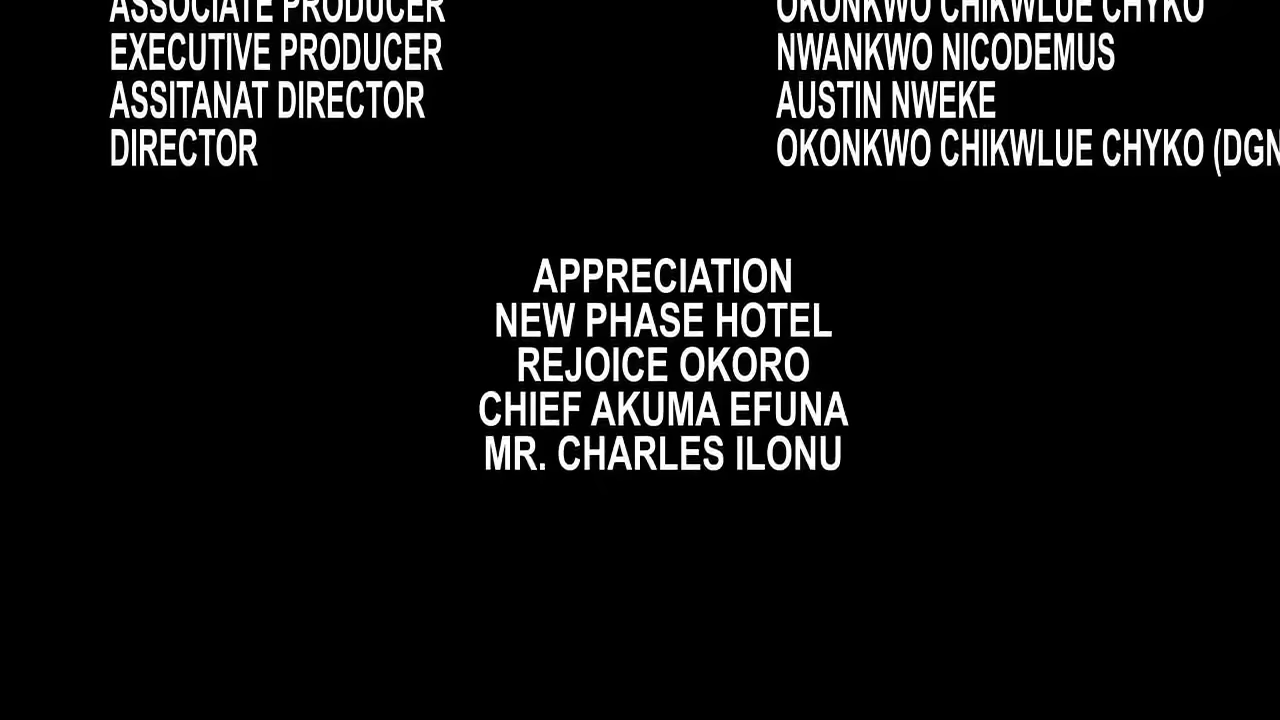 ASSOCIATE PRODUCER OKONKWO CHIKWLUE CHYKO
EXECUTIVE PRODUCER NWANKWO NICODEMUS
ASSITANAT DIRECTOR AUSTIN NWEKE
DIRECTOR OKONKWO CHIKWLUE CHYKO (DGN
APPRECIATION
NEW PHASE HOTEL
REJOICE OKORO
CHIEF AKUMA EFUNA
MR. CHARLES ILONU